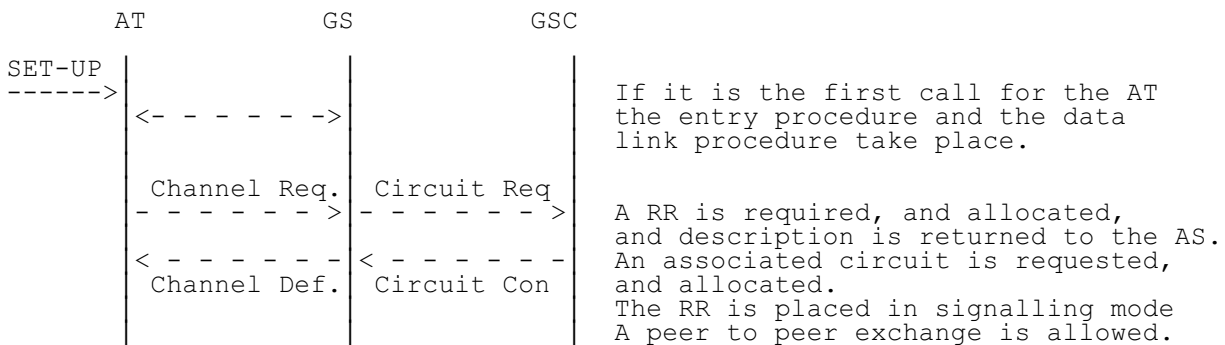 AT GS GSC
SET-UP
------> If it is the first call for the AT
<- - - - - -> the entry procedure and the data
link procedure take place.
Channel Req. Circuit Req
- - - - - - > - - - - - - > A RR is required, and allocated,
and description is returned to the AS.
< - - - - - - < - - - - - - An associated circuit is requested,
Channel Def. Circuit Con and allocated.
The RR is placed in signalling mode
A peer to peer exchange is allowed.